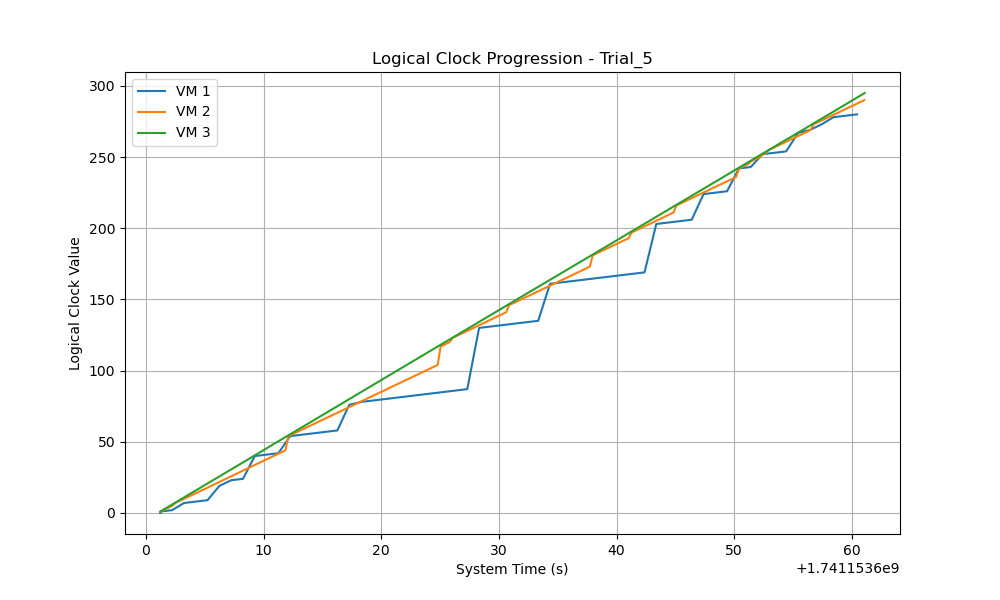 Logical Clock Progression - Trial_5
VM 1
VM 2
VM 3
Logical Clock Value
300
250
200
150
100
50
0
0 10 20 30 40 50 60
System Time (s)
+1.7411536e9